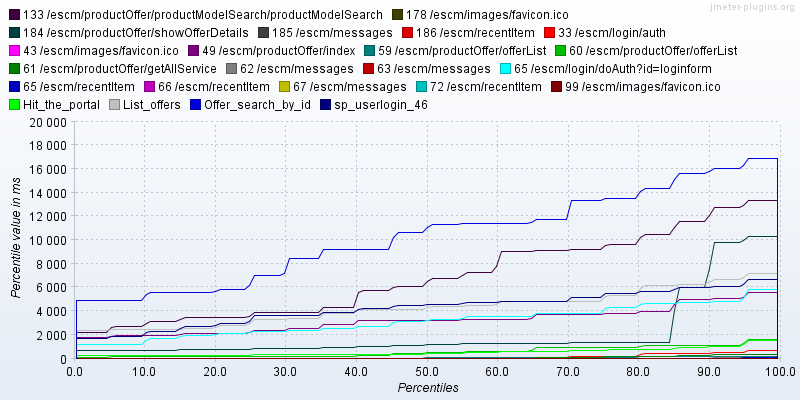 jmeter-plugins.org
133 /escm/productOffer/productModelSearch/productModelSearch 178 /escm/images/favicon.ico
184 /escm/productOffer/showOfferDetails 185 /escm/messages 186 /escm/recentItem 33 /escm/login/auth
43 /escm/images/favicon.ico 49 /escm/productOffer/index 59 /escm/productOffer/offerList 60 /escm/productOffer/offerList
61 /escm/productOffer/getAllService 62 /escm/messages 63 /escm/messages 65 /escm/login/doAuth?id=loginform
65 /escm/recentItem 66 /escm/recentItem 67 /escm/messages 72 /escm/recentItem 99 /escm/images/favicon.ico
Hit_the_portal List_offers Offer_search_by_id sp_userlogin_46
20 000
18 000
16 000
14 000
12 000
10 000
8 000
6 000
4 000
2 000
0
Percentile value in ms
0.0 10.0 20.0 30.0 40.0 50.0 60.0 70.0 80.0 90.0 100.0
Percentiles